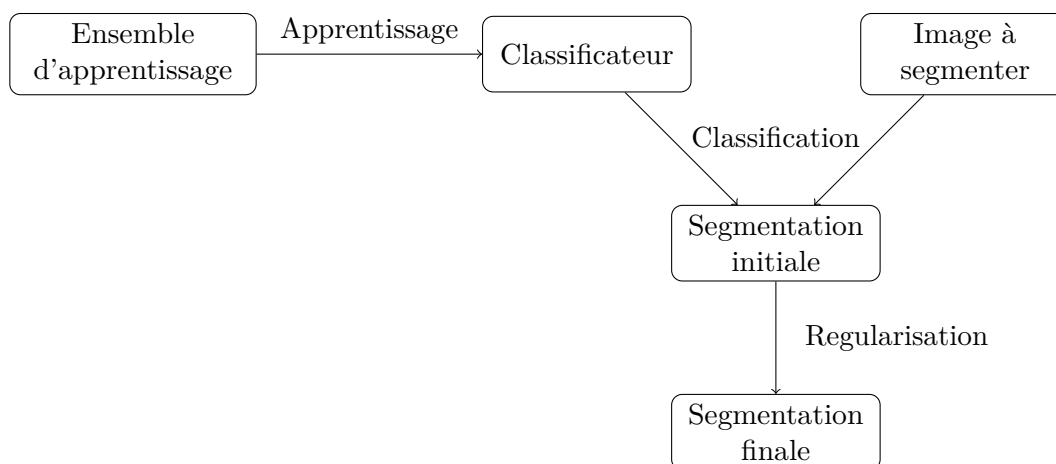 Ensemble
d'apprentissage
Apprentissage
Classificateur
Image à
segmenter
Classification
Segmentation
initiale
Regularisation
Segmentation
finale